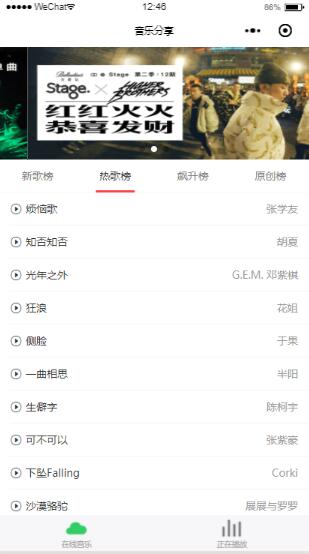 WeChat 12:46 86%
音乐分享
单曲
Ballantine's Stage 第二季·12期
Stage. × HIGHER BROTHERS
红红火火
恭喜发财
新歌榜 热歌榜 飙升榜 原创榜
烦恼歌 张学友
知否知否 胡夏
光年之外 G.E.M. 邓紫棋
狂浪 花姐
侧脸 于果
一曲相思 半阳
生僻字 陈柯宇
可不可以 张紫豪
下坠Falling Corki
沙漠骆驼 展展与罗罗
在线音乐 正在播放